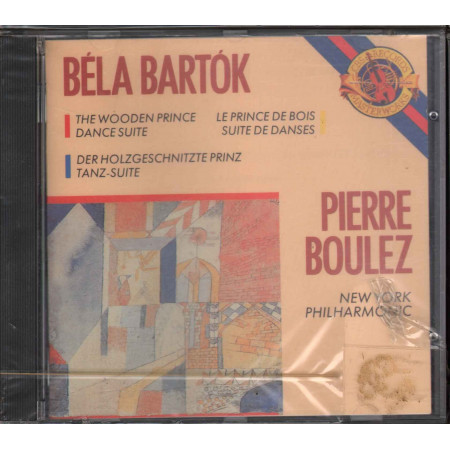 BÉLA BARTÓK
THE WOODEN PRINCE
DANCE SUITE
LE PRINCE DE BOIS
SUITE DE DANSES
DER HOLZGESCHNITZTE PRINZ
TANZ-SUITE
PIERRE
BOULEZ
NEW YORK
PHILHARMONIC